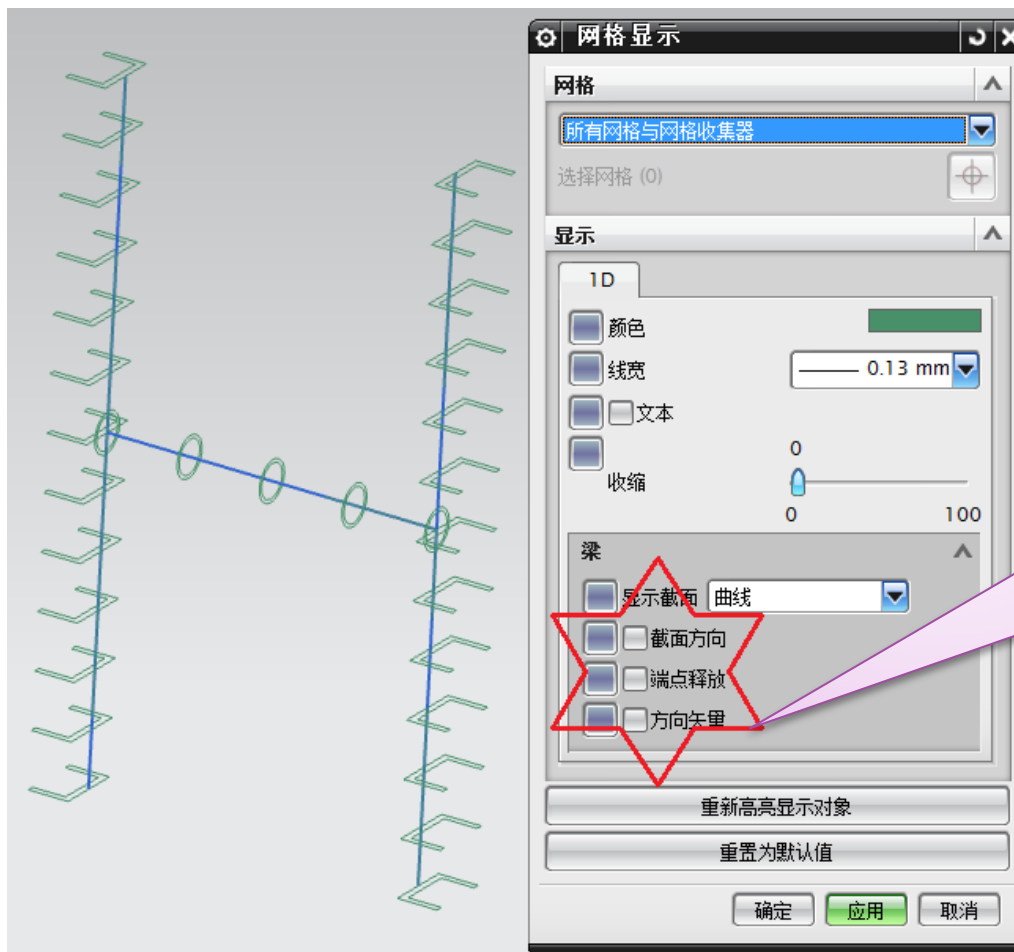 网格显示
网格
所有网格与网格收集器
选择网格 (0)
显示
1D
颜色
线宽 0.13 mm
文本
收缩 0
0 100
梁
显示截面 曲线
截面方向
端点释放
方向矢量
重新高亮显示对象
重置为默认值
确定 应用 取消